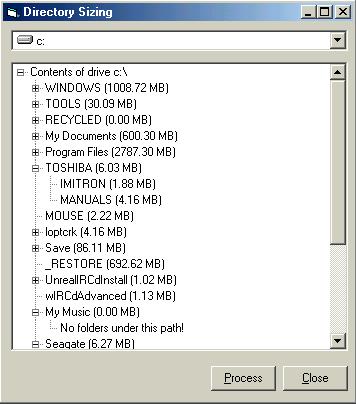 Directory Sizing
c:
Contents of drive c:\
WINDOWS (1008.72 MB)
TOOLS (30.09 MB)
RECYCLED (0.00 MB)
My Documents (600.30 MB)
Program Files (2787.30 MB)
TOSHIBA (6.03 MB)
IMITRON (1.88 MB)
MANUALS (4.16 MB)
MOUSE (2.22 MB)
loptcrk (4.16 MB)
Save (86.11 MB)
_RESTORE (692.62 MB)
UnrealIRCdInstall (1.02 MB)
wIRCdAdvanced (1.13 MB)
My Music (0.00 MB)
No folders under this path!
Seagate (6.27 MB)
Process
Close